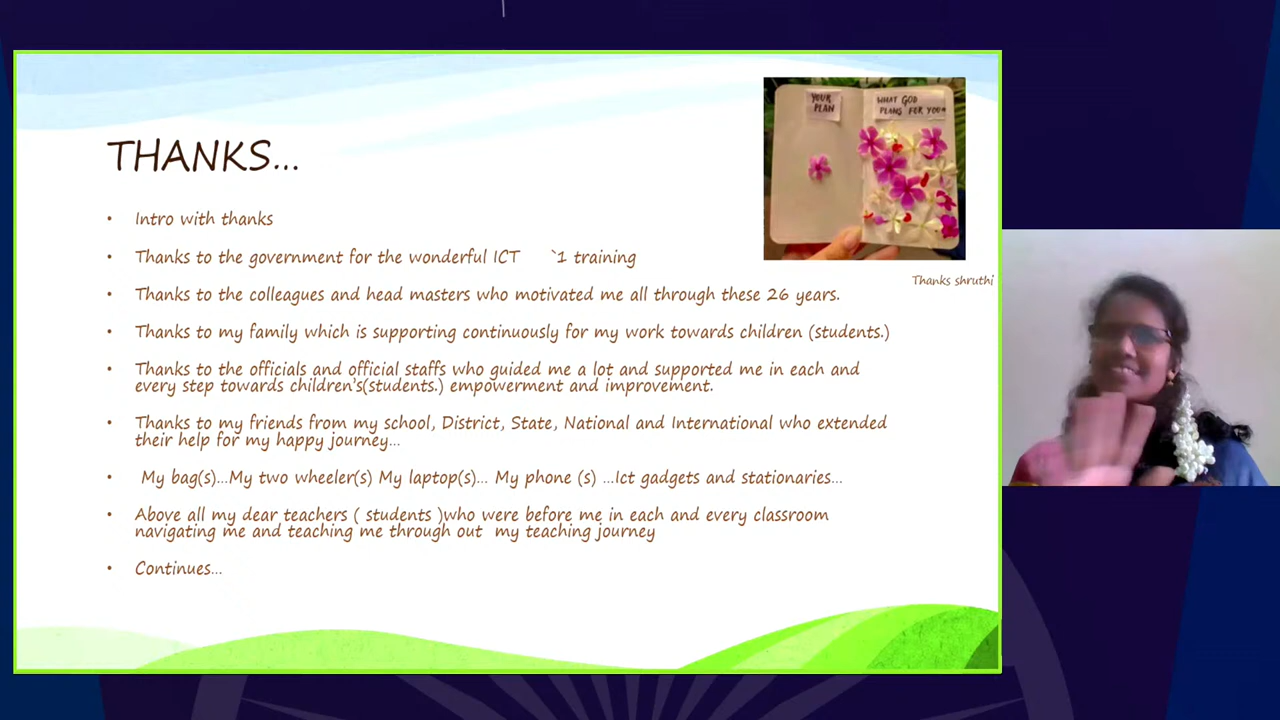 YOUR
PLAN
WHAT GOD
PLANS FOR YOU
THANKS...
Thanks shruthi
• Intro with thanks
• Thanks to the government for the wonderful ICT `1 training
• Thanks to the colleagues and head masters who motivated me all through these 26 years.
• Thanks to my family which is supporting continuously for my work towards children (students.)
• Thanks to the officials and official staffs who guided me a lot and supported me in each and
every step towards children's(students.) empowerment and improvement.
• Thanks to my friends from my school, District, State, National and International who extended
their help for my happy journey...
• My bag(s)...My two wheeler(s) My laptop(s)... My phone (s) ...Ict gadgets and stationaries...
• Above all my dear teachers ( students )who were before me in each and every classroom
navigating me and teaching me through out my teaching journey
• Continues...